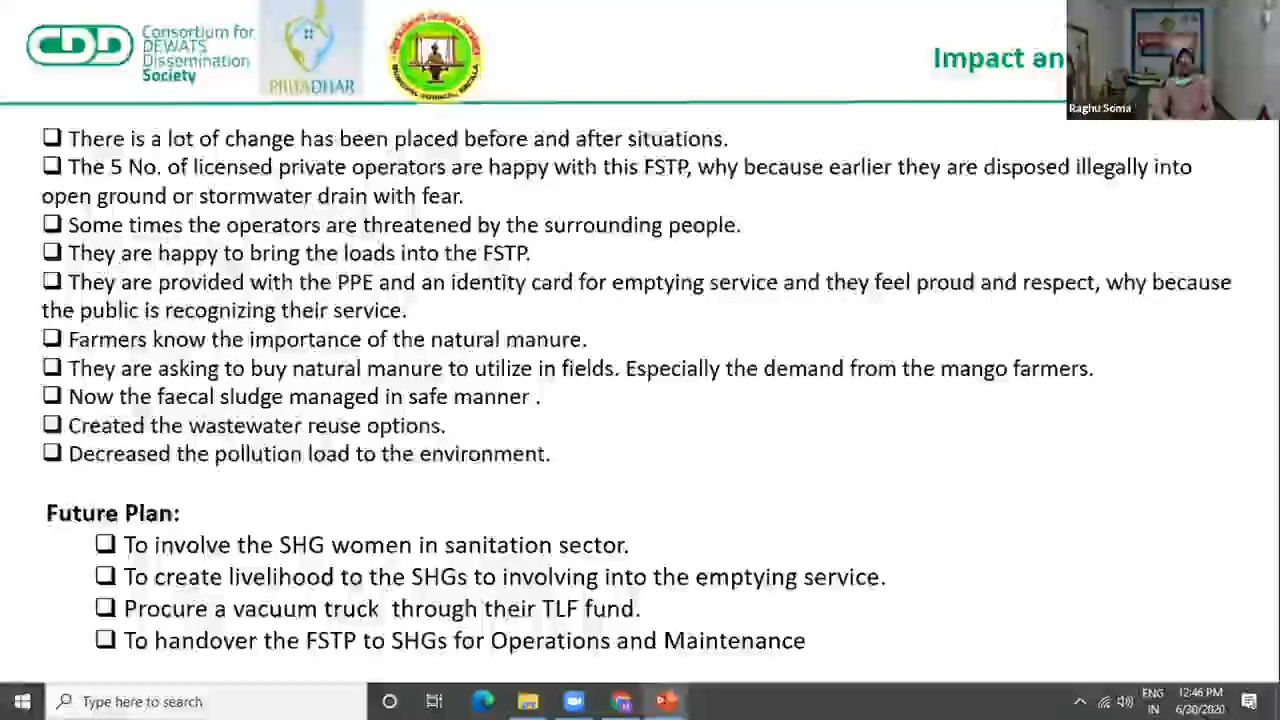 Consortium for
DEWATS
Dissemination
Society
Impact an
Raghu Soma
❑ There is a lot of change has been placed before and after situations.
❑ The 5 No. of licensed private operators are happy with this FSTP, why because earlier they are disposed illegally into
open ground or stormwater drain with fear.
❑ Some times the operators are threatened by the surrounding people.
❑ They are happy to bring the loads into the FSTP.
❑ They are provided with the PPE and an identity card for emptying service and they feel proud and respect, why because
the public is recognizing their service.
❑ Farmers know the importance of the natural manure.
❑ They are asking to buy natural manure to utilize in fields. Especially the demand from the mango farmers.
❑ Now the faecal sludge managed in safe manner .
❑ Created the wastewater reuse options.
❑ Decreased the pollution load to the environment.
Future Plan:
❑ To involve the SHG women in sanitation sector.
❑ To create livelihood to the SHGs to involving into the emptying service.
❑ Procure a vacuum truck through their TLF fund.
❑ To handover the FSTP to SHGs for Operations and Maintenance
Type here to search
ENG
IN
12:46 PM
6/30/2020